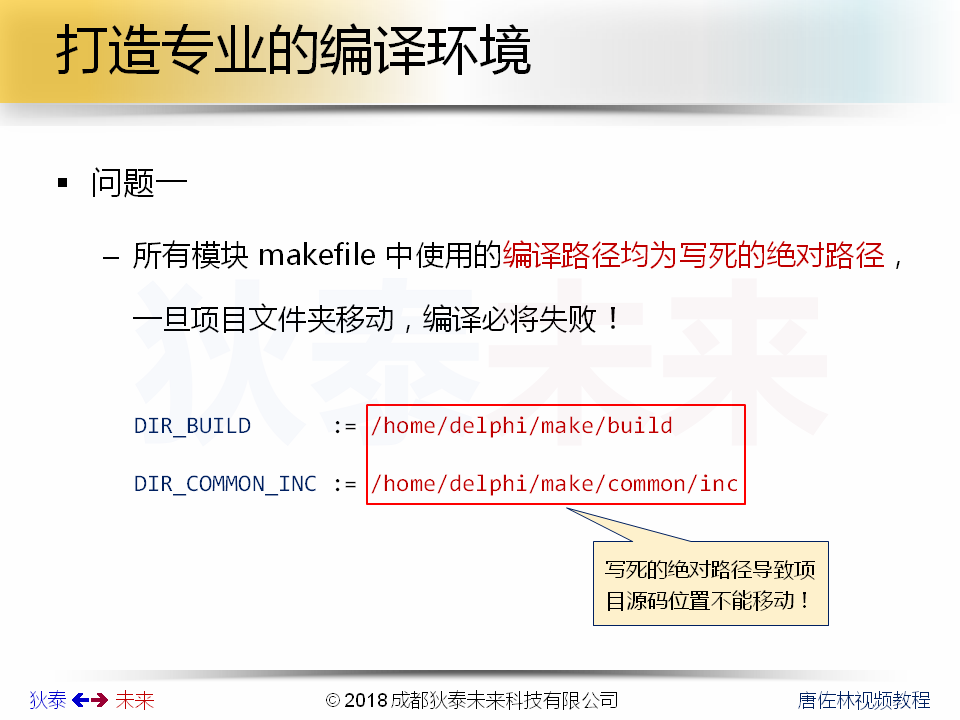 打造专业的编译环境
▪ 问题一
– 所有模块 makefile 中使用的编译路径均为写死的绝对路径，
一旦项目文件夹移动，编译必将失败！
狄泰未来
DIR_BUILD := /home/delphi/make/build
DIR_COMMON_INC := /home/delphi/make/common/inc
写死的绝对路径导致项
目源码位置不能移动！
狄泰 未来
© 2018 成都狄泰未来科技有限公司
唐佐林视频教程